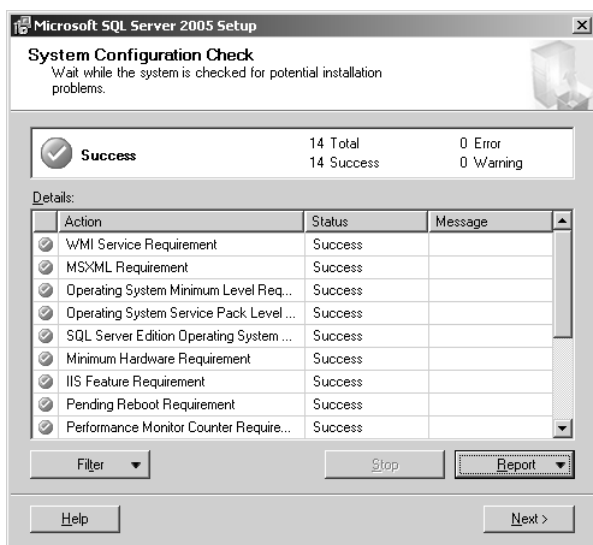 Microsoft SQL Server 2005 Setup
System Configuration Check
Wait while the system is checked for potential installation
problems.
Success 14 Total 0 Error
14 Success 0 Warning
Details:
Action Status Message
WMI Service Requirement Success
MSXML Requirement Success
Operating System Minimum Level Req... Success
Operating System Service Pack Level ... Success
SQL Server Edition Operating System ... Success
Minimum Hardware Requirement Success
IIS Feature Requirement Success
Pending Reboot Requirement Success
Performance Monitor Counter Require... Success
Filter Stop Report
Help Next >